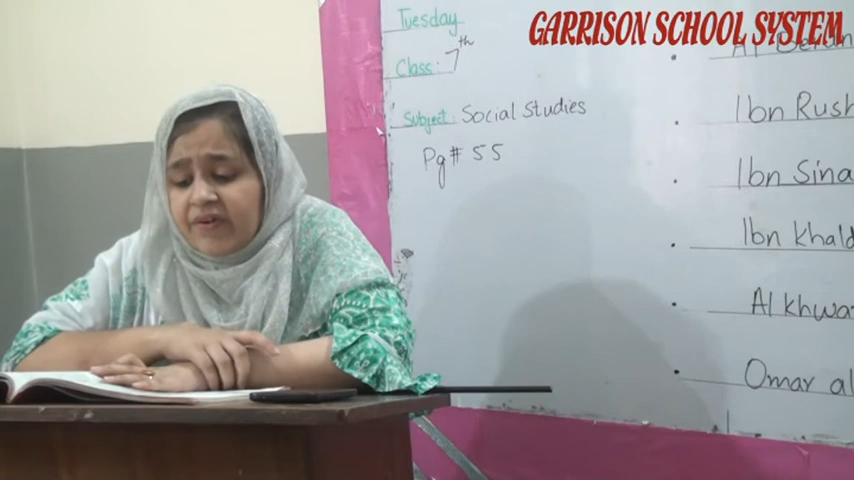 GARRISON SCHOOL SYSTEM
Tuesday
Class: 7th
Subject: Social Studies
Pg# 55
Ibn Rush
Ibn Sina
Ibn Khald
Al Khwa
Omar al